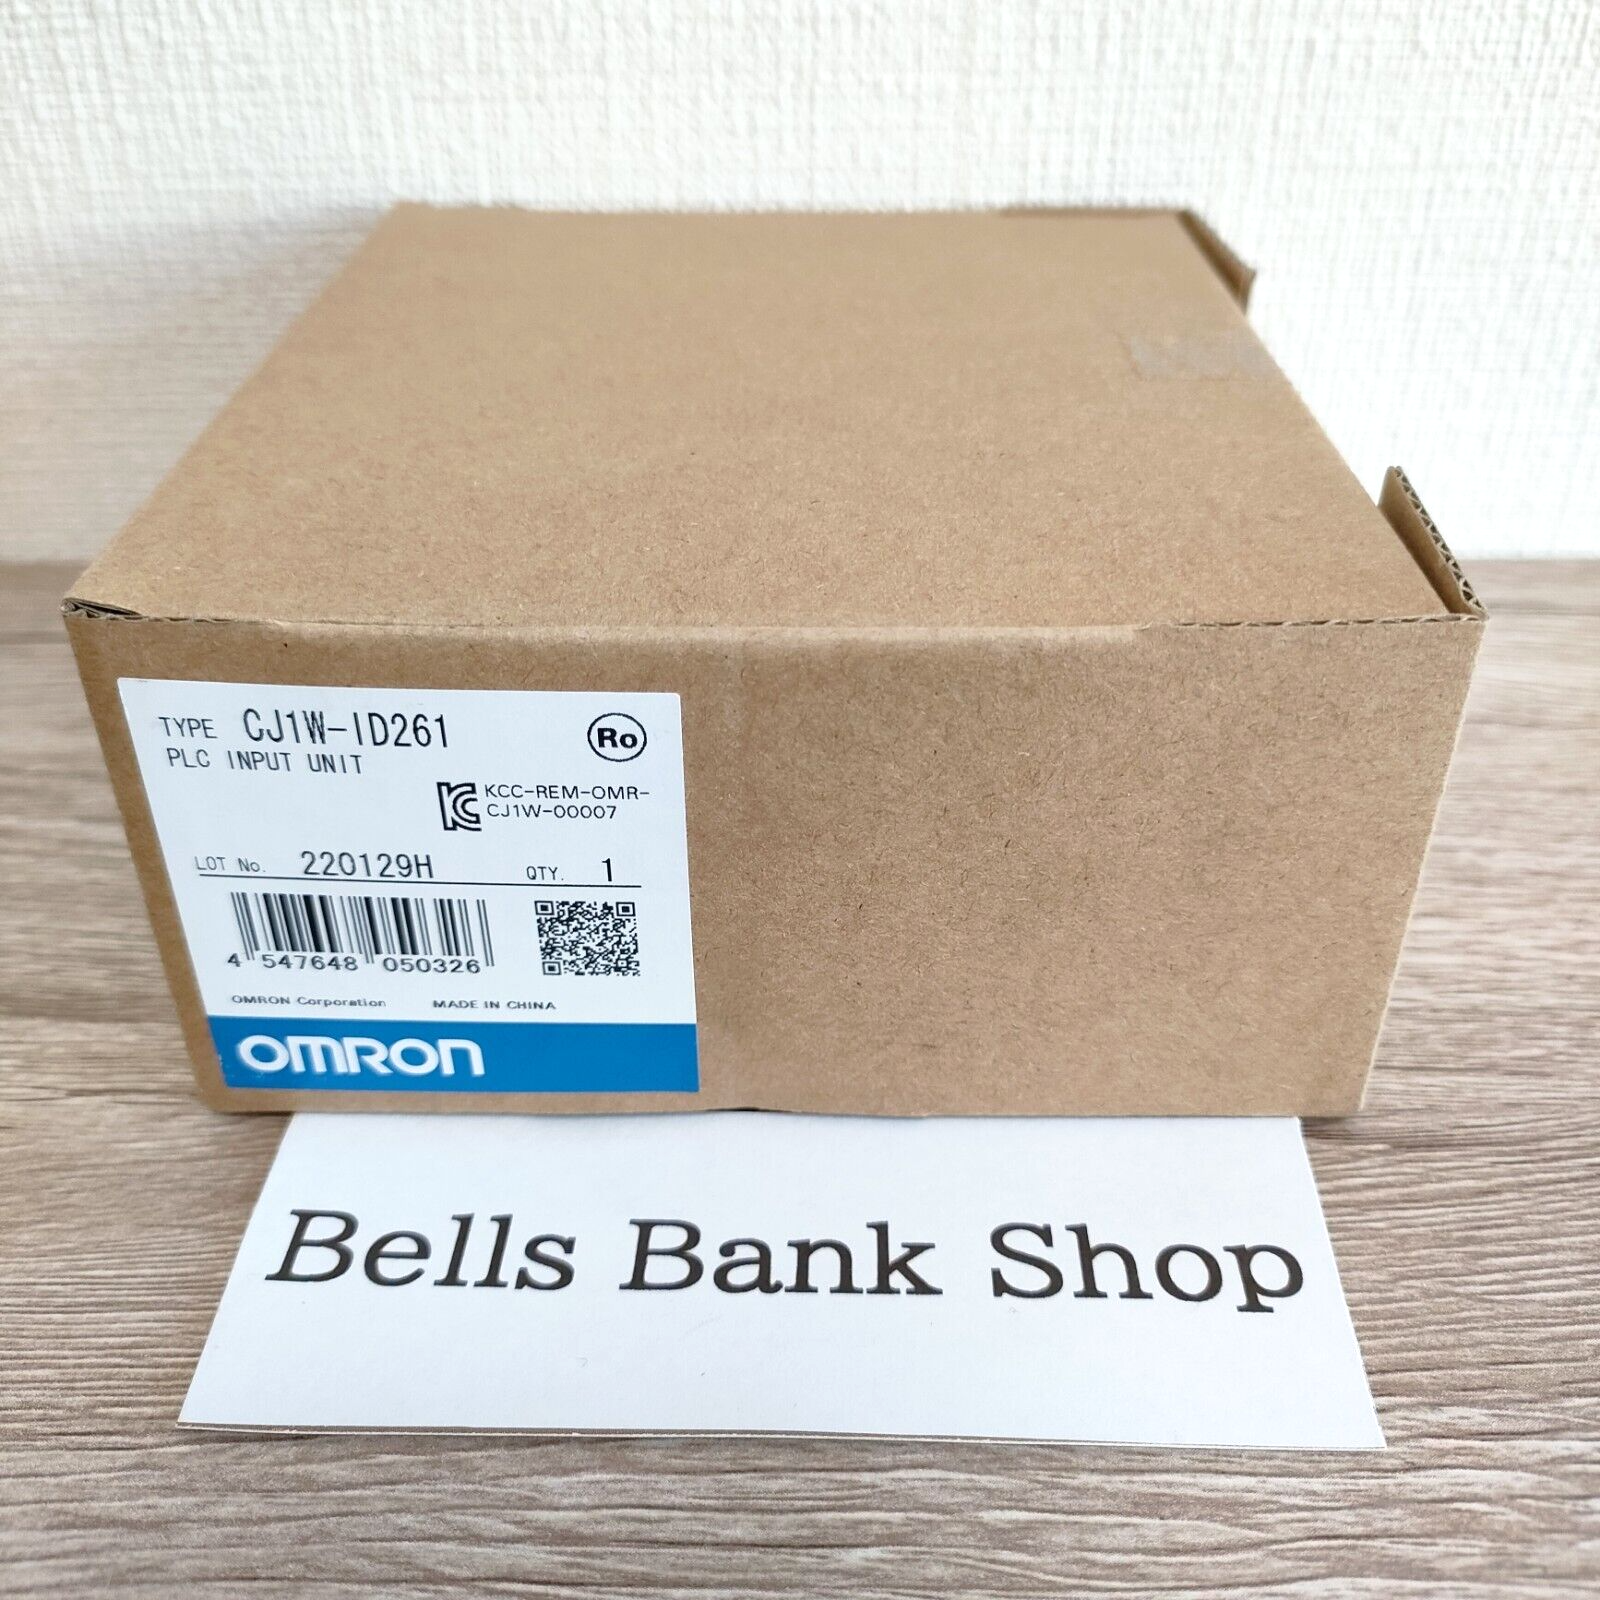 TYPE CJ1W-ID261
Ro
PLC INPUT UNIT
KC KCC-REM-OMR-
CJ1W-00007
LOT No. 220129H QTY. 1
4 547648 050326
OMRON Corporation MADE IN CHINA
OMRON
Bells Bank Shop